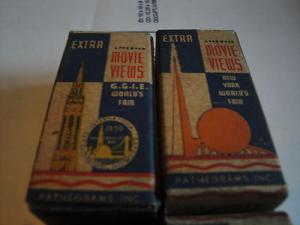 EXTRA
MOVIE
VIEWS
G.G.I.E.
WORLD'S
FAIR
1939
PATHEGRAMS INC.
EXTRA
MOVIE
VIEWS
NEW
YORK
WORLD'S
FAIR
PATHEGRAMS INC.